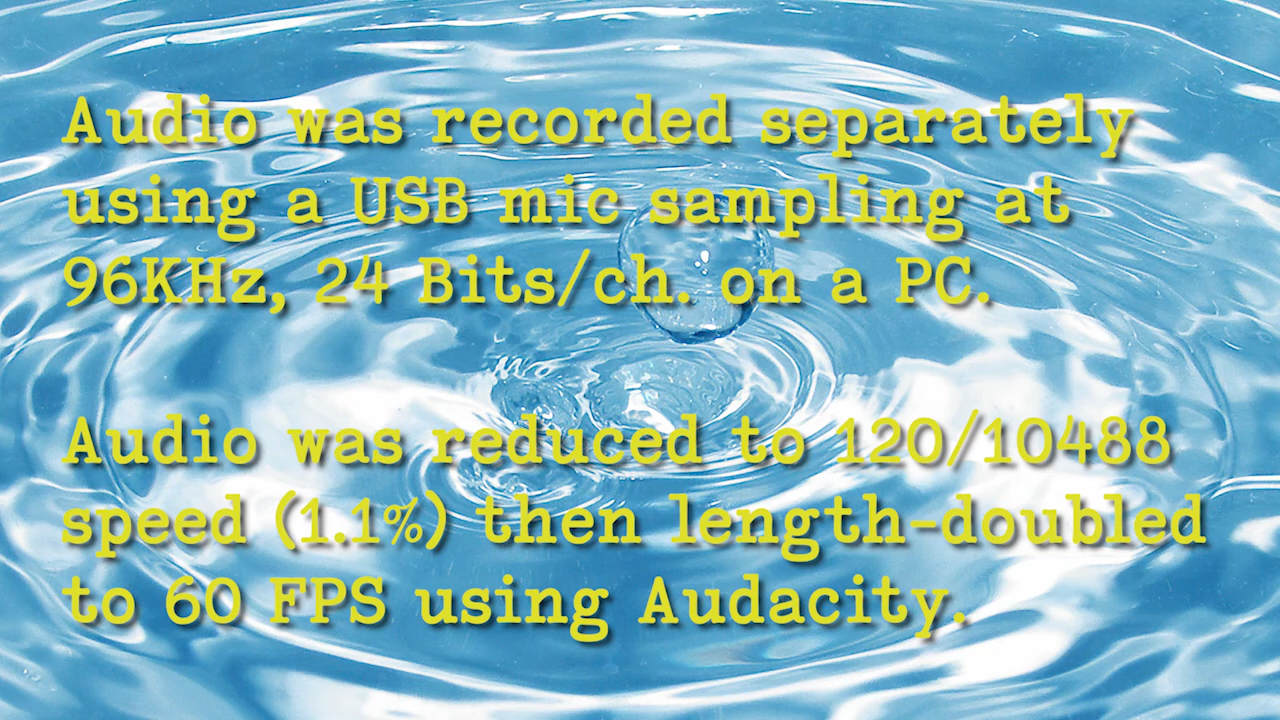 Audio was recorded separately
using a USB mic sampling at
96KHz, 24 Bits/ch. on a PC.
Audio was reduced to 120/10488
speed (1.1%) then length-doubled
to 60 FPS using Audacity.